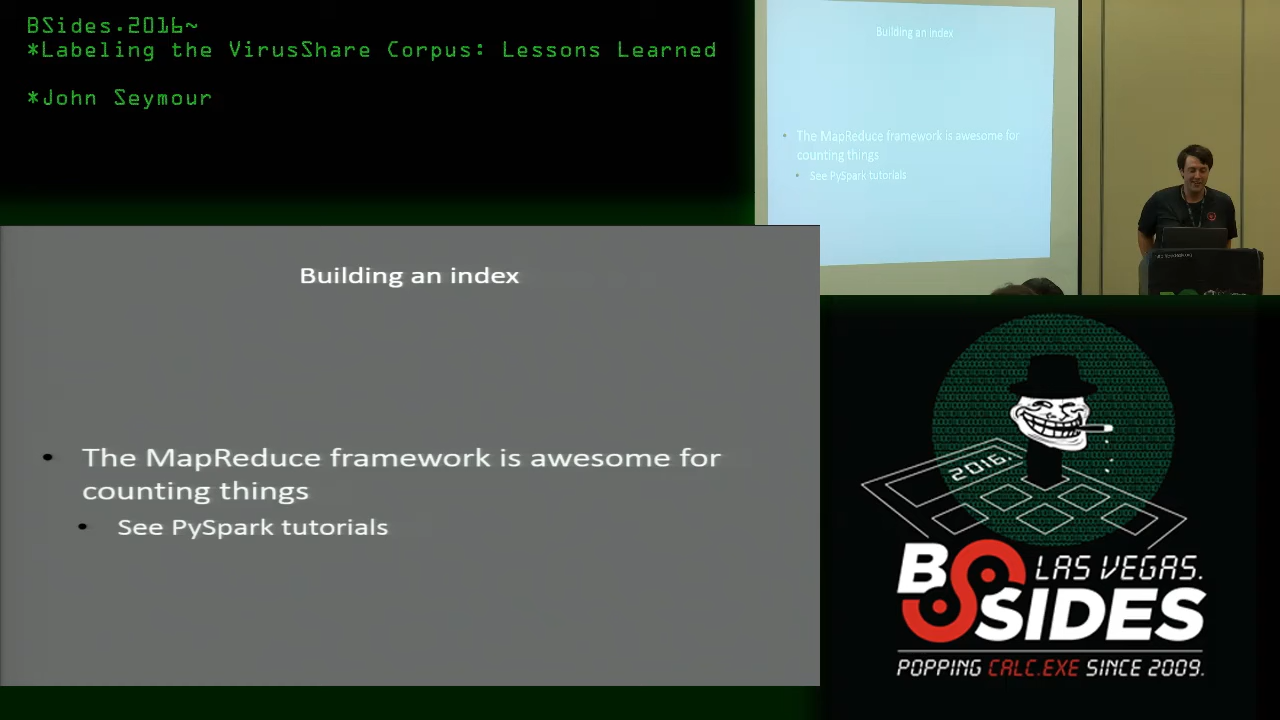 BSides.2016~
*Labeling the VirusShare Corpus: Lessons Learned
*John Seymour
Building an index
• The MapReduce framework is awesome for
counting things
• See PySpark tutorials
Building an index
• The MapReduce framework is awesome for
counting things
• See PySpark tutorials
2016.
BSIDES
LAS VEGAS.
POPPING CALC.EXE SINCE 2009.